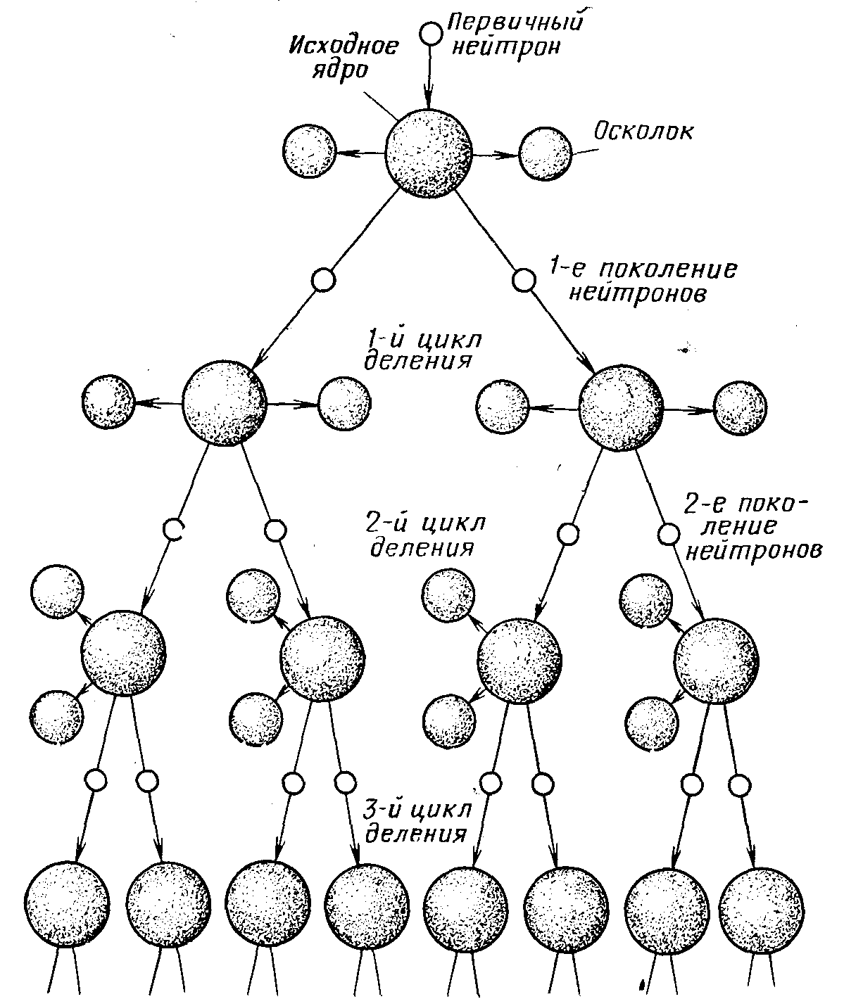 Первичный
нейтрон
Исходное
ядро
Осколок
1-е поколение
нейтронов
1-й цикл
деления
2-е поко-
ление
нейтронов
2-й цикл
деления
3-й цикл
деления